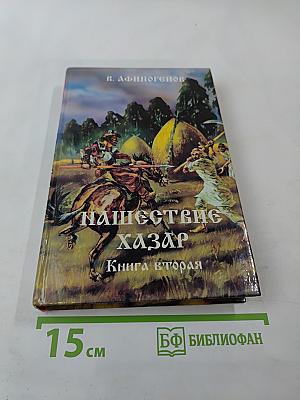 В. АФИНОГЕНОВ
НАШЕСТВИЕ
ХАЗАР
Книга вторая
15 см
БФ БИБЛИОФАН